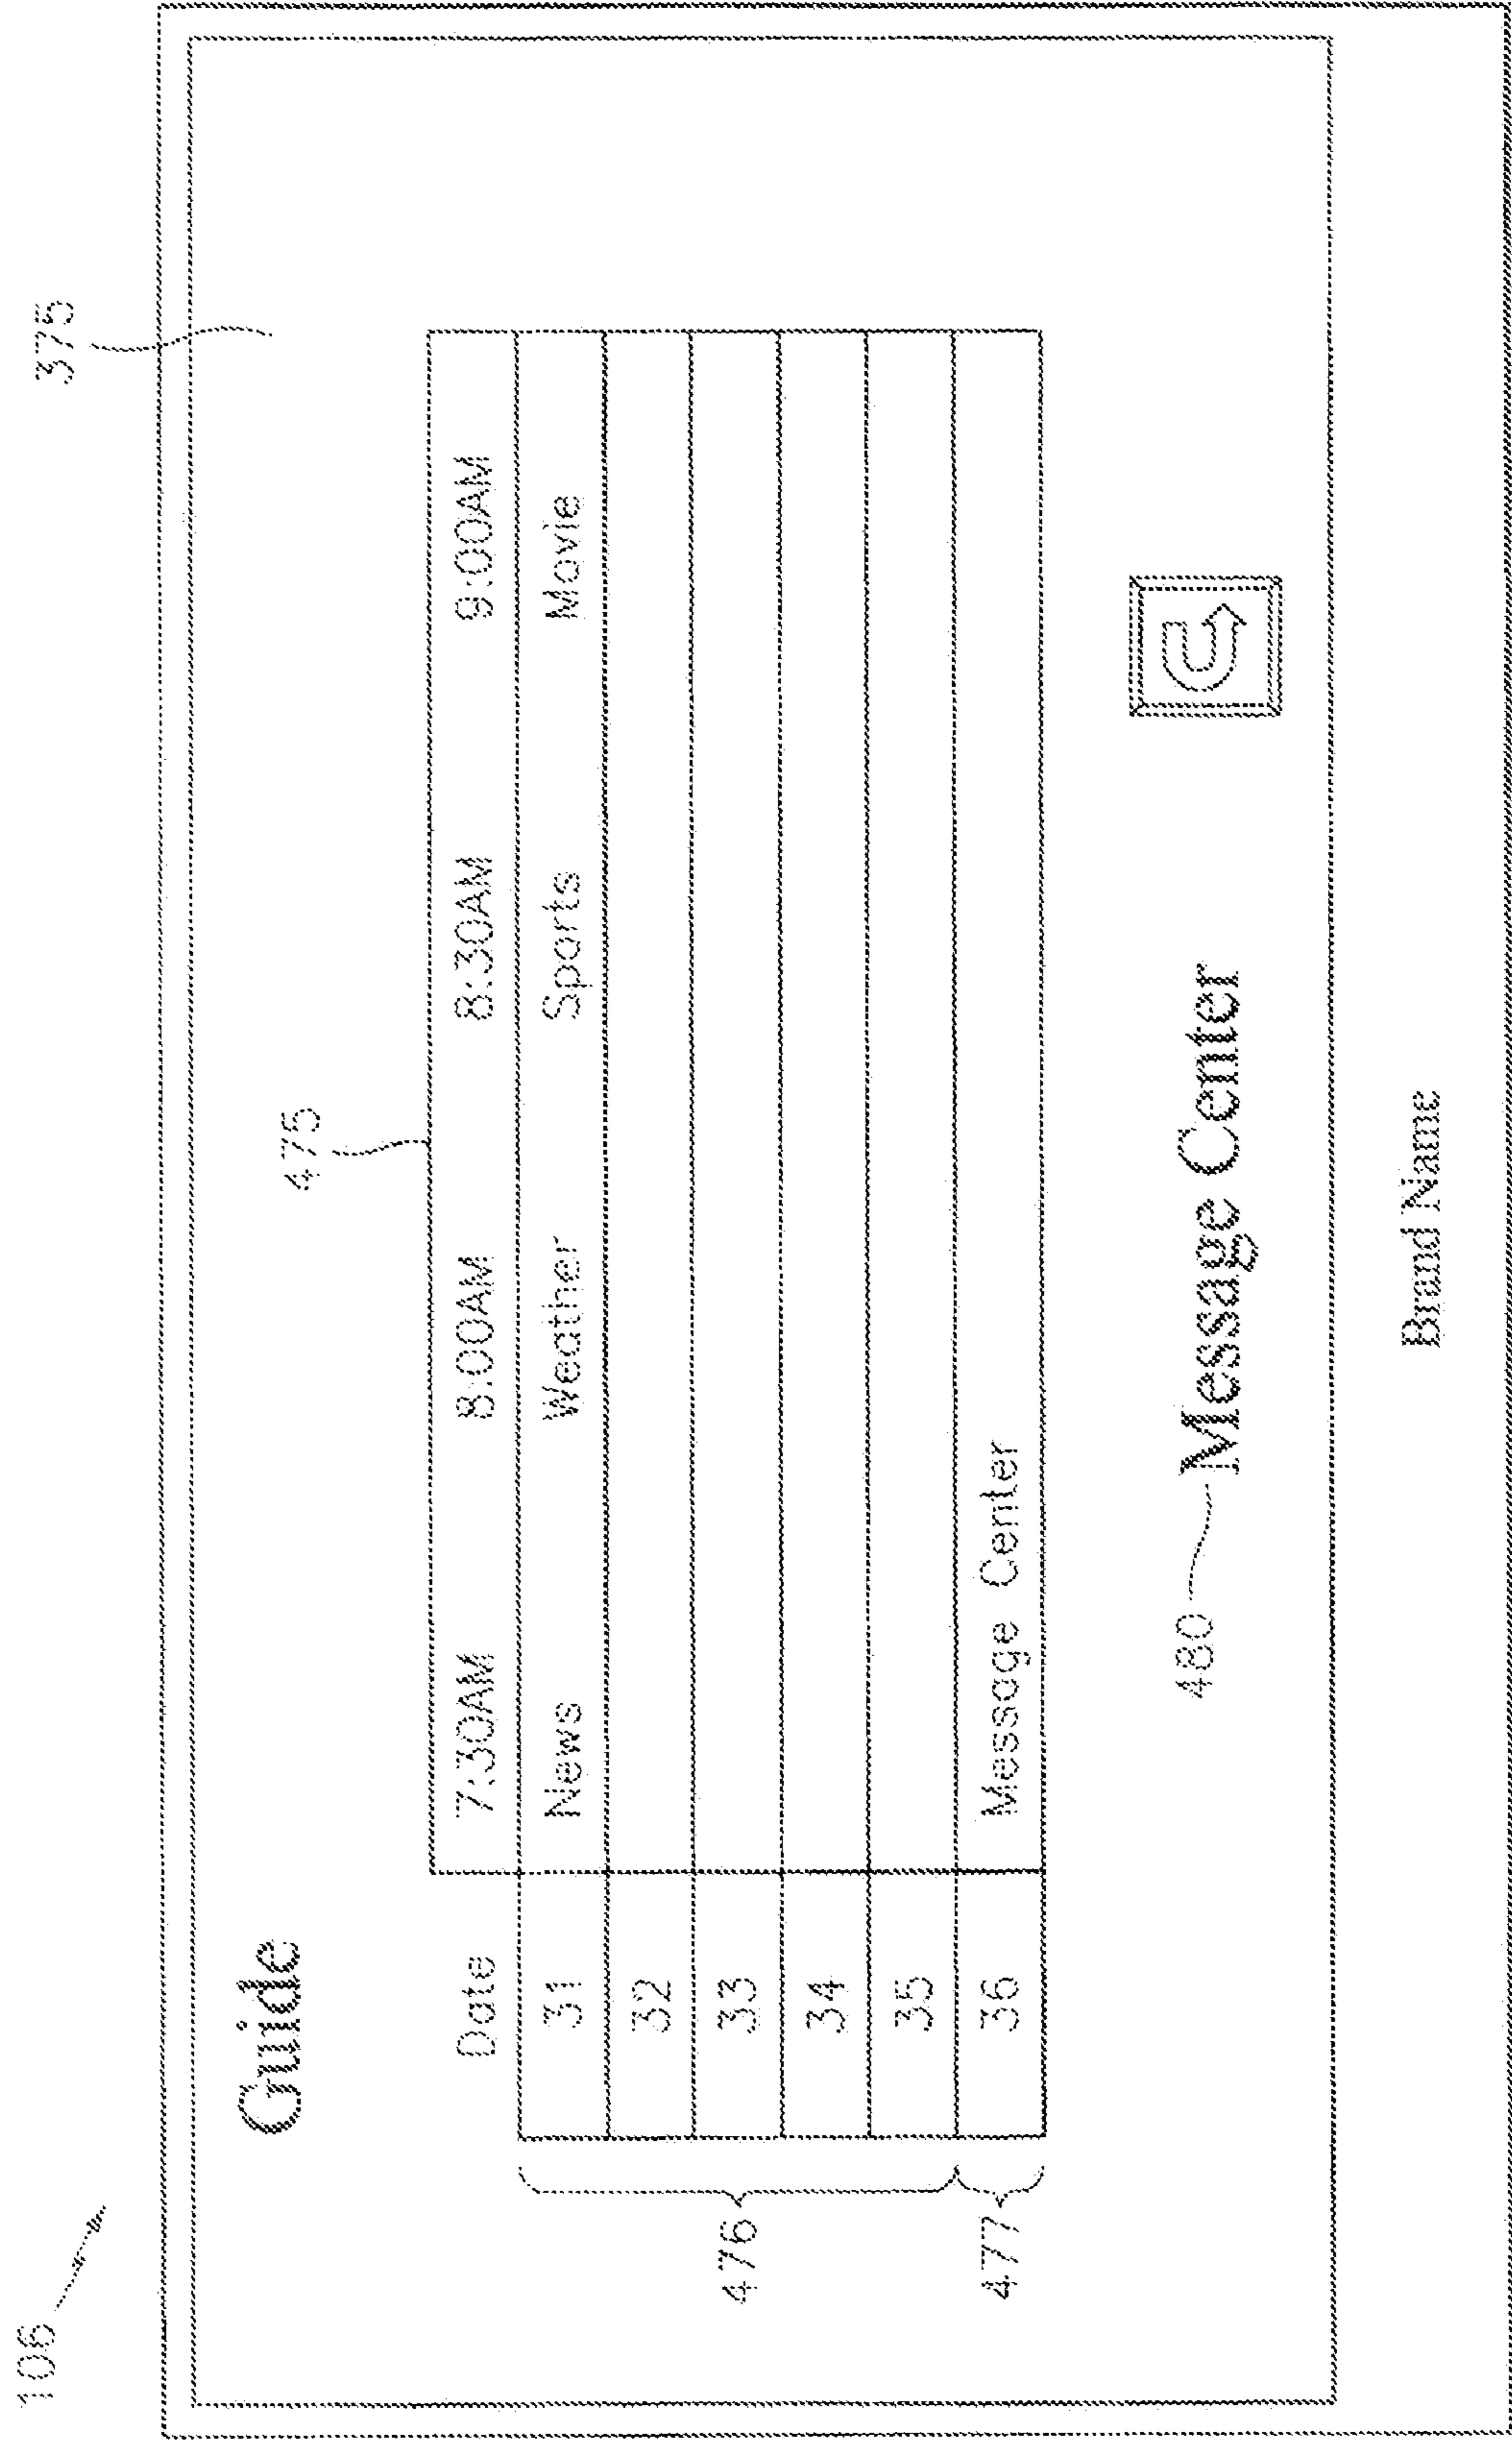 106
375
Guide
475
Date 7:30AM 8:00AM 8:30AM 9:00AM
31 News Weather Sports Movie
32
33
34
35
36 Message Center
476
477
480
Message Center
Brand Name